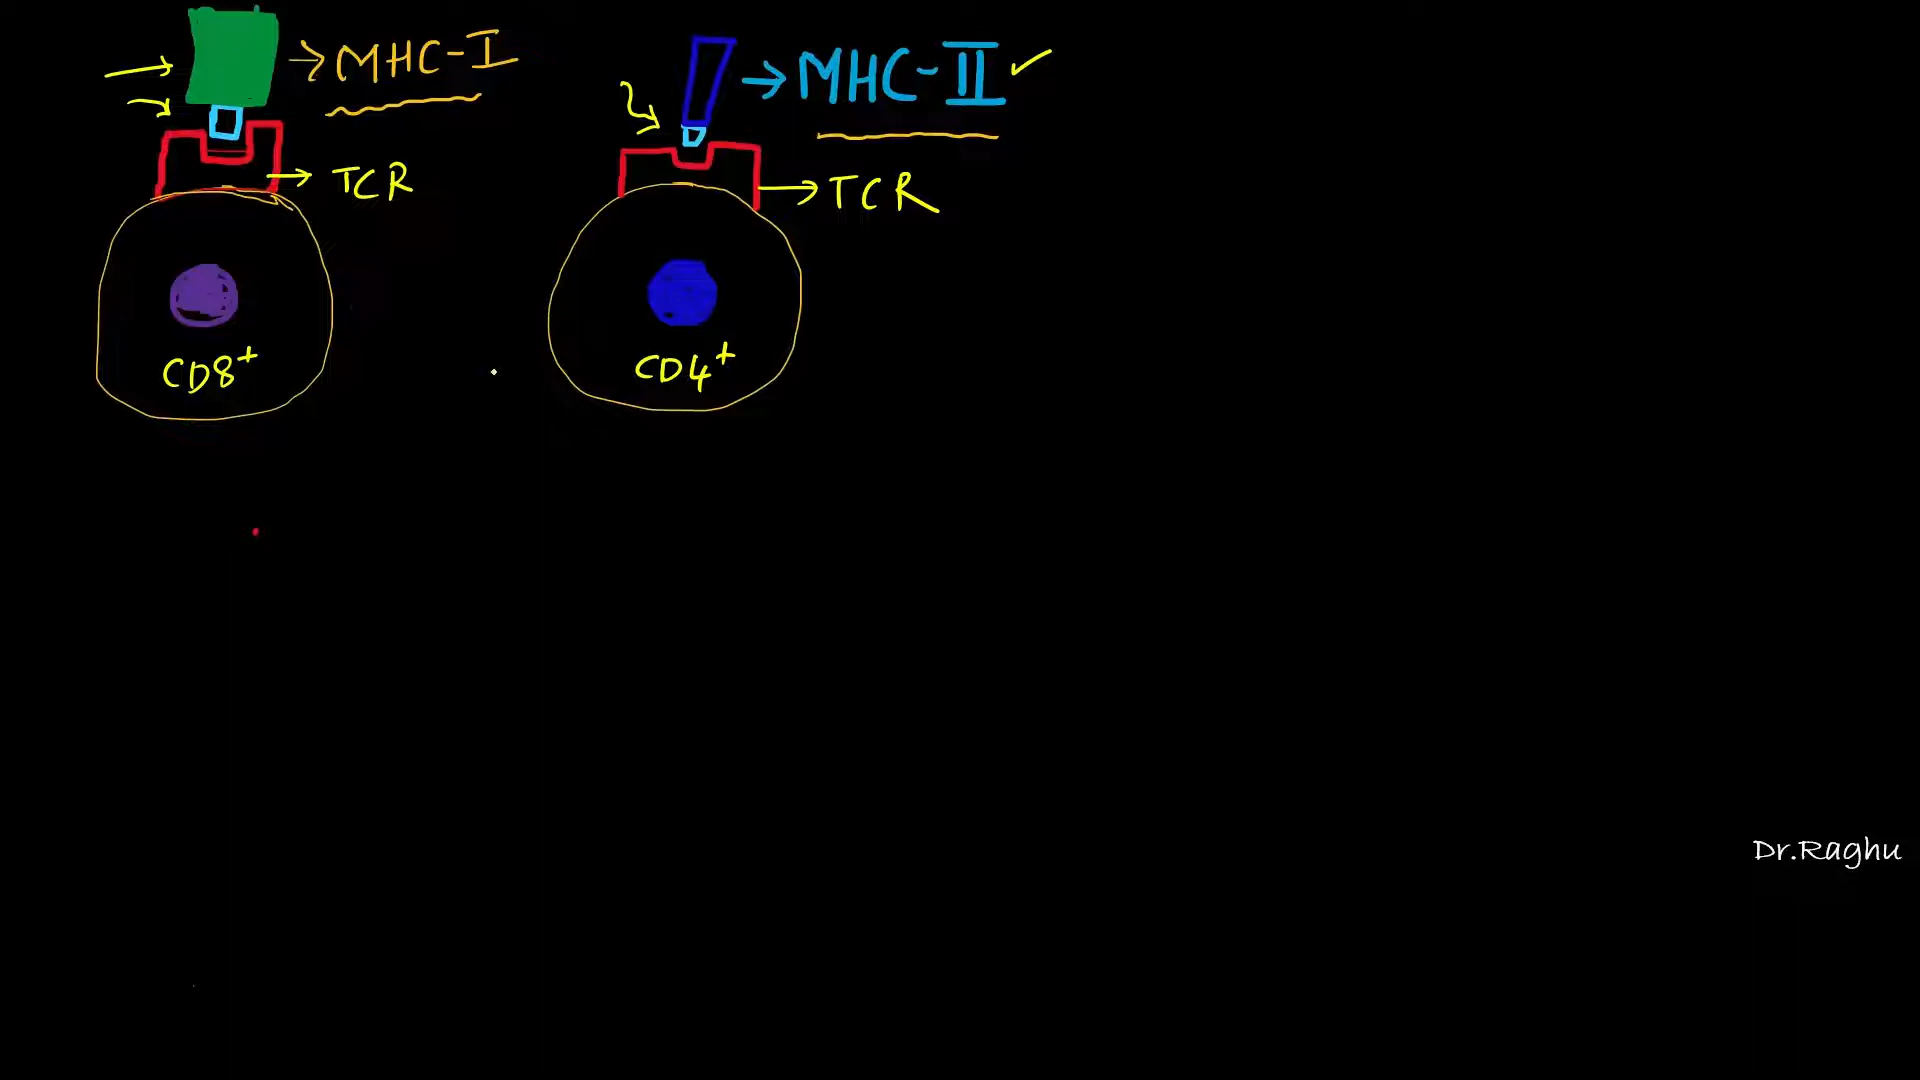 MHC-I
TCR
CD8+
MHC-II
TCR
CD4+
Dr.Raghu